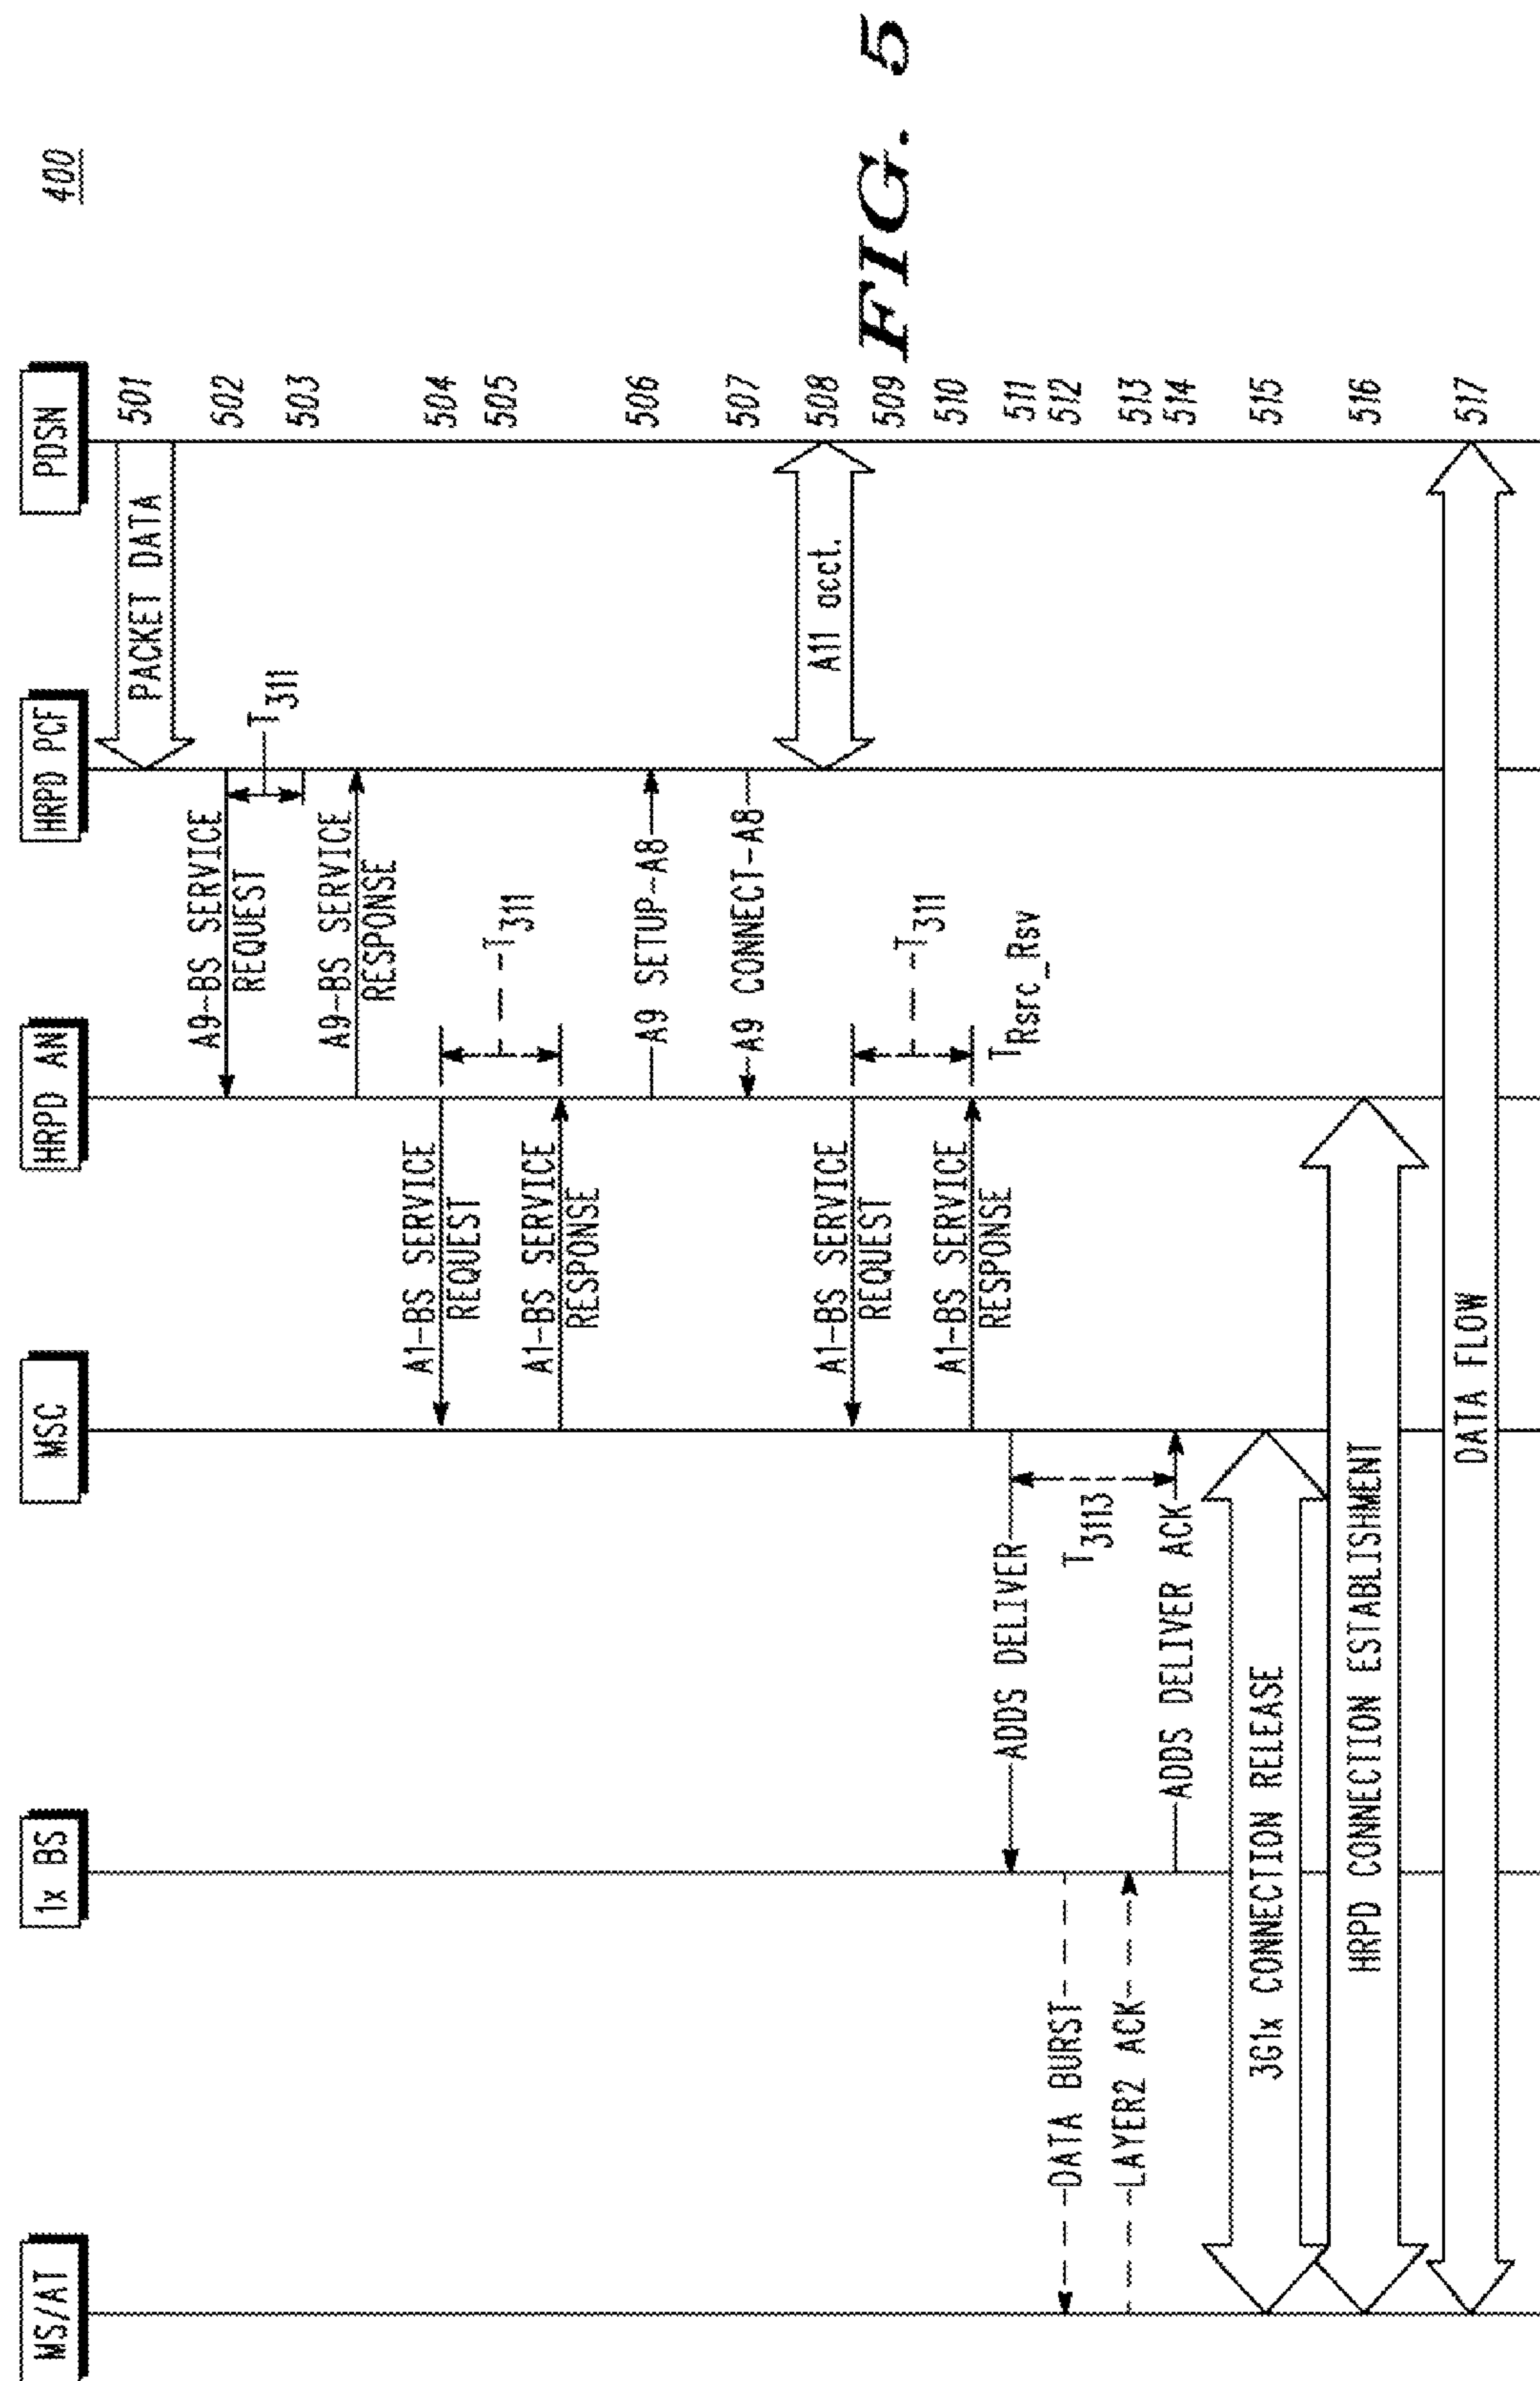 400
MS/AT
1x BS
MSC
HRPD AN
HRPD PCF
PDSN
PACKET DATA
501
A9-BS SERVICE
REQUEST
502
T311
503
A9-BS SERVICE
RESPONSE
A1-BS SERVICE
REQUEST
504
T311
505
A1-BS SERVICE
RESPONSE
A9 SETUP-A8
506
A9 CONNECT-A8
507
A11 acct.
508
A1-BS SERVICE
REQUEST
T311
509
A1-BS SERVICE
RESPONSE
510
TRsrc_Rsv
ADDS DELIVER
511
DATA BURST
T3113
512
LAYER2 ACK
513
ADDS DELIVER ACK
514
3G1x CONNECTION RELEASE
515
HRPD CONNECTION ESTABLISHMENT
516
DATA FLOW
517
FIG. 5